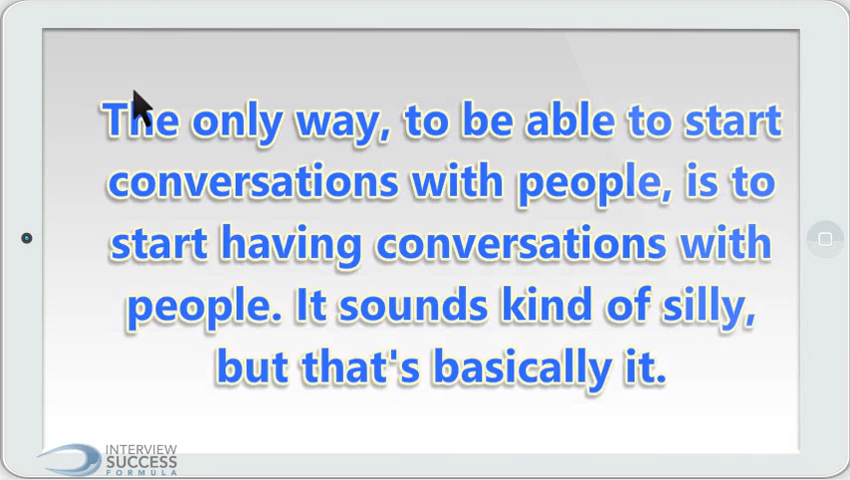 The only way, to be able to start
conversations with people, is to
start having conversations with
people. It sounds kind of silly,
but that's basically it.
INTERVIEW
SUCCESS
FORMULA